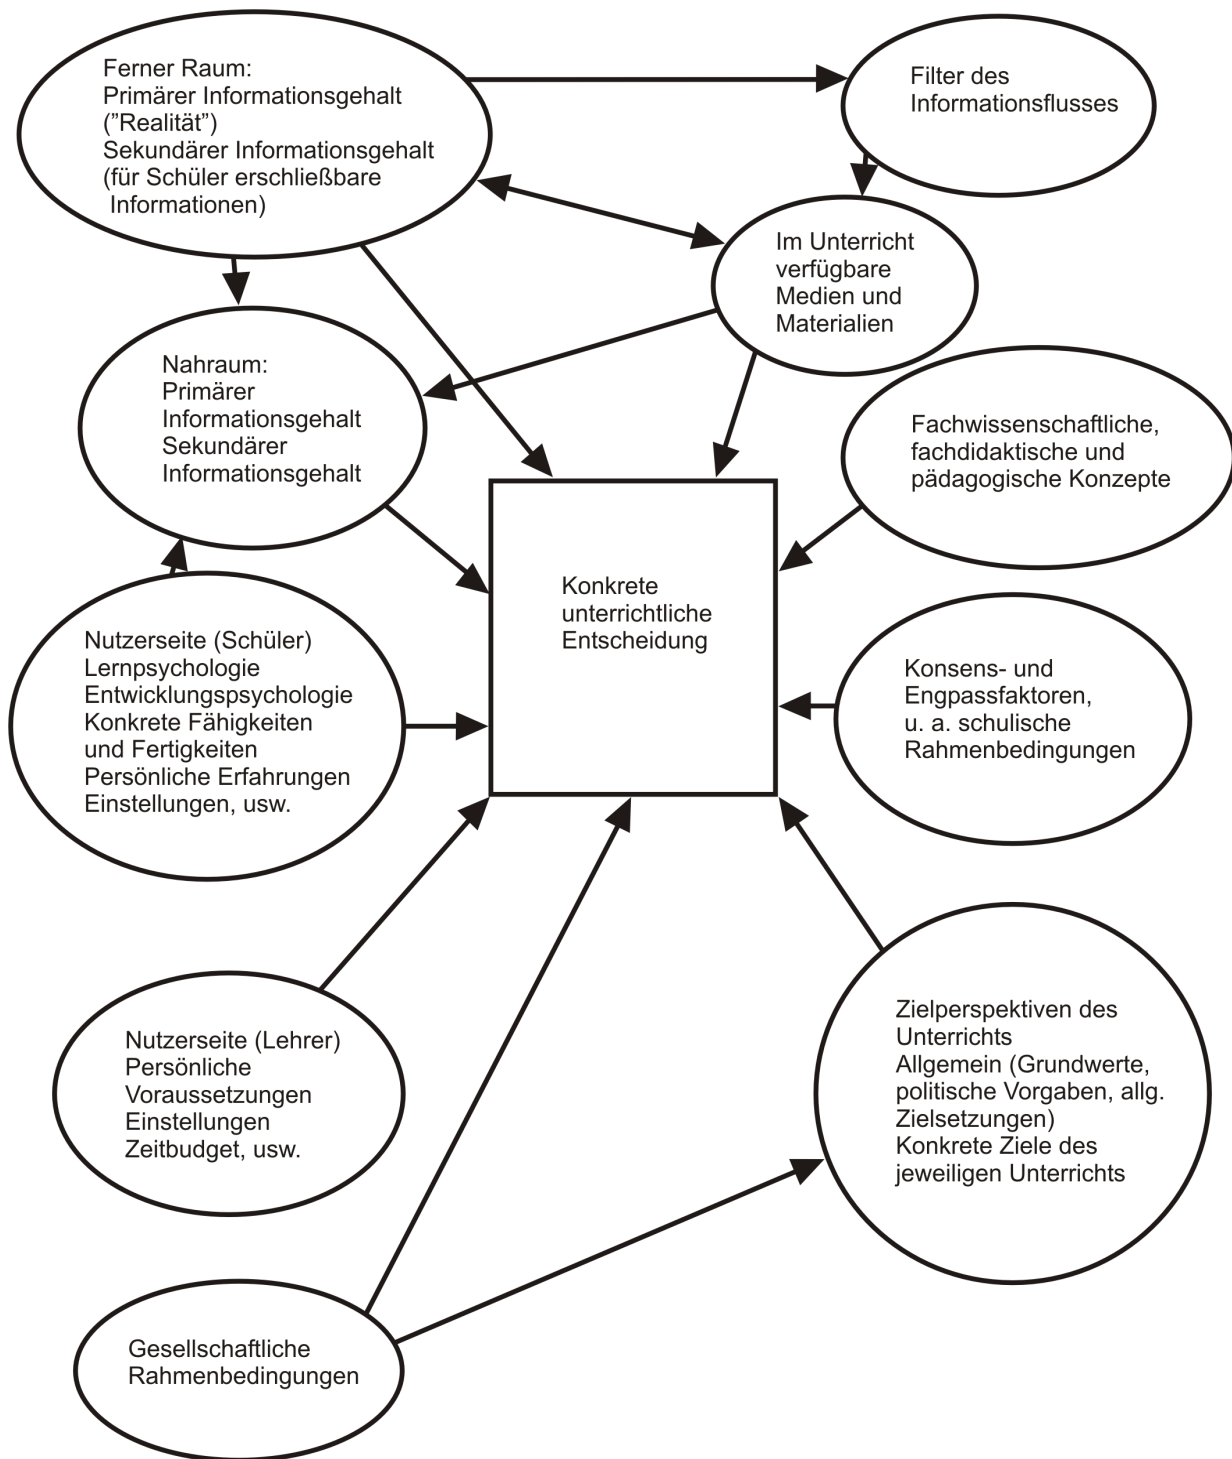 Ferner Raum:
Primärer Informationsgehalt
(”Realität”)
Sekundärer Informationsgehalt
(für Schüler erschließbare
Informationen)
Filter des
Informationsflusses
Im Unterricht
verfügbare
Medien und
Materialien
Nahraum:
Primärer
Informationsgehalt
Sekundärer
Informationsgehalt
Fachwissenschaftliche,
fachdidaktische und
pädagogische Konzepte
Konkrete
unterrichtliche
Entscheidung
Nutzerseite (Schüler)
Lernpsychologie
Entwicklungspsychologie
Konkrete Fähigkeiten
und Fertigkeiten
Persönliche Erfahrungen
Einstellungen, usw.
Konsens- und
Engpassfaktoren,
u. a. schulische
Rahmenbedingungen
Nutzerseite (Lehrer)
Persönliche
Voraussetzungen
Einstellungen
Zeitbudget, usw.
Zielperspektiven des
Unterrichts
Allgemein (Grundwerte,
politische Vorgaben, allg.
Zielsetzungen)
Konkrete Ziele des
jeweiligen Unterrichts
Gesellschaftliche
Rahmenbedingungen